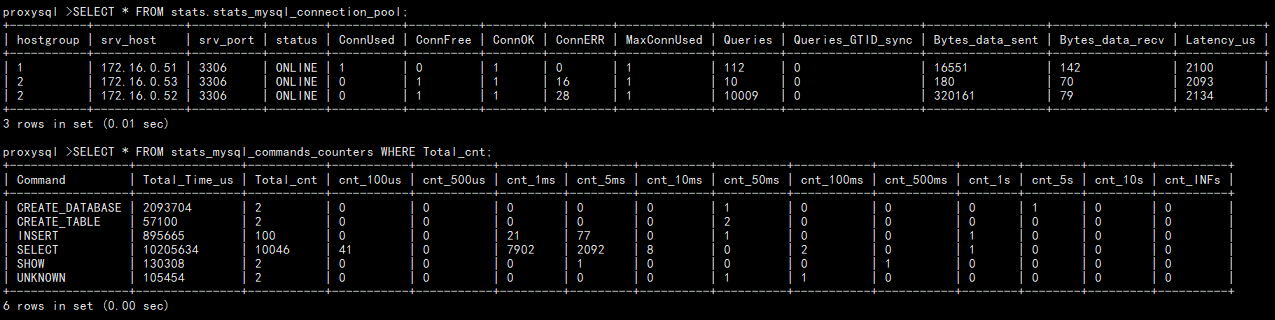 proxysql >SELECT * FROM stats.stats_mysql_connection_pool;
| hostgroup | srv_host | srv_port | status | ConnUsed | ConnFree | ConnOK | ConnERR | MaxConnUsed | Queries | Queries_GTID_sync | Bytes_data_sent | Bytes_data_recv | Latency_us |
| 1 | 172.16.0.51 | 3306 | ONLINE | 1 | 0 | 1 | 0 | 1 | 112 | 0 | 16551 | 142 | 2100 |
| 2 | 172.16.0.53 | 3306 | ONLINE | 0 | 1 | 1 | 16 | 1 | 10 | 0 | 180 | 70 | 2093 |
| 2 | 172.16.0.52 | 3306 | ONLINE | 0 | 1 | 1 | 28 | 1 | 10009 | 0 | 320161 | 79 | 2134 |
3 rows in set (0.01 sec)
proxysql >SELECT * FROM stats_mysql_commands_counters WHERE Total_cnt;
| Command | Total_Time_us | Total_cnt | cnt_100us | cnt_500us | cnt_1ms | cnt_5ms | cnt_10ms | cnt_50ms | cnt_100ms | cnt_500ms | cnt_1s | cnt_5s | cnt_10s | cnt_INFs |
| CREATE_DATABASE | 2093704 | 2 | 0 | 0 | 0 | 0 | 0 | 1 | 0 | 0 | 0 | 1 | 0 | 0 |
| CREATE_TABLE | 57100 | 2 | 0 | 0 | 0 | 0 | 0 | 2 | 0 | 0 | 0 | 0 | 0 | 0 |
| INSERT | 895665 | 100 | 0 | 0 | 21 | 77 | 0 | 1 | 0 | 0 | 1 | 0 | 0 | 0 |
| SELECT | 10205634 | 10046 | 41 | 0 | 7902 | 2092 | 8 | 0 | 2 | 0 | 1 | 0 | 0 | 0 |
| SHOW | 130308 | 2 | 0 | 0 | 0 | 1 | 0 | 0 | 0 | 1 | 0 | 0 | 0 | 0 |
| UNKNOWN | 105454 | 2 | 0 | 0 | 0 | 0 | 0 | 1 | 1 | 0 | 0 | 0 | 0 | 0 |
6 rows in set (0.00 sec)